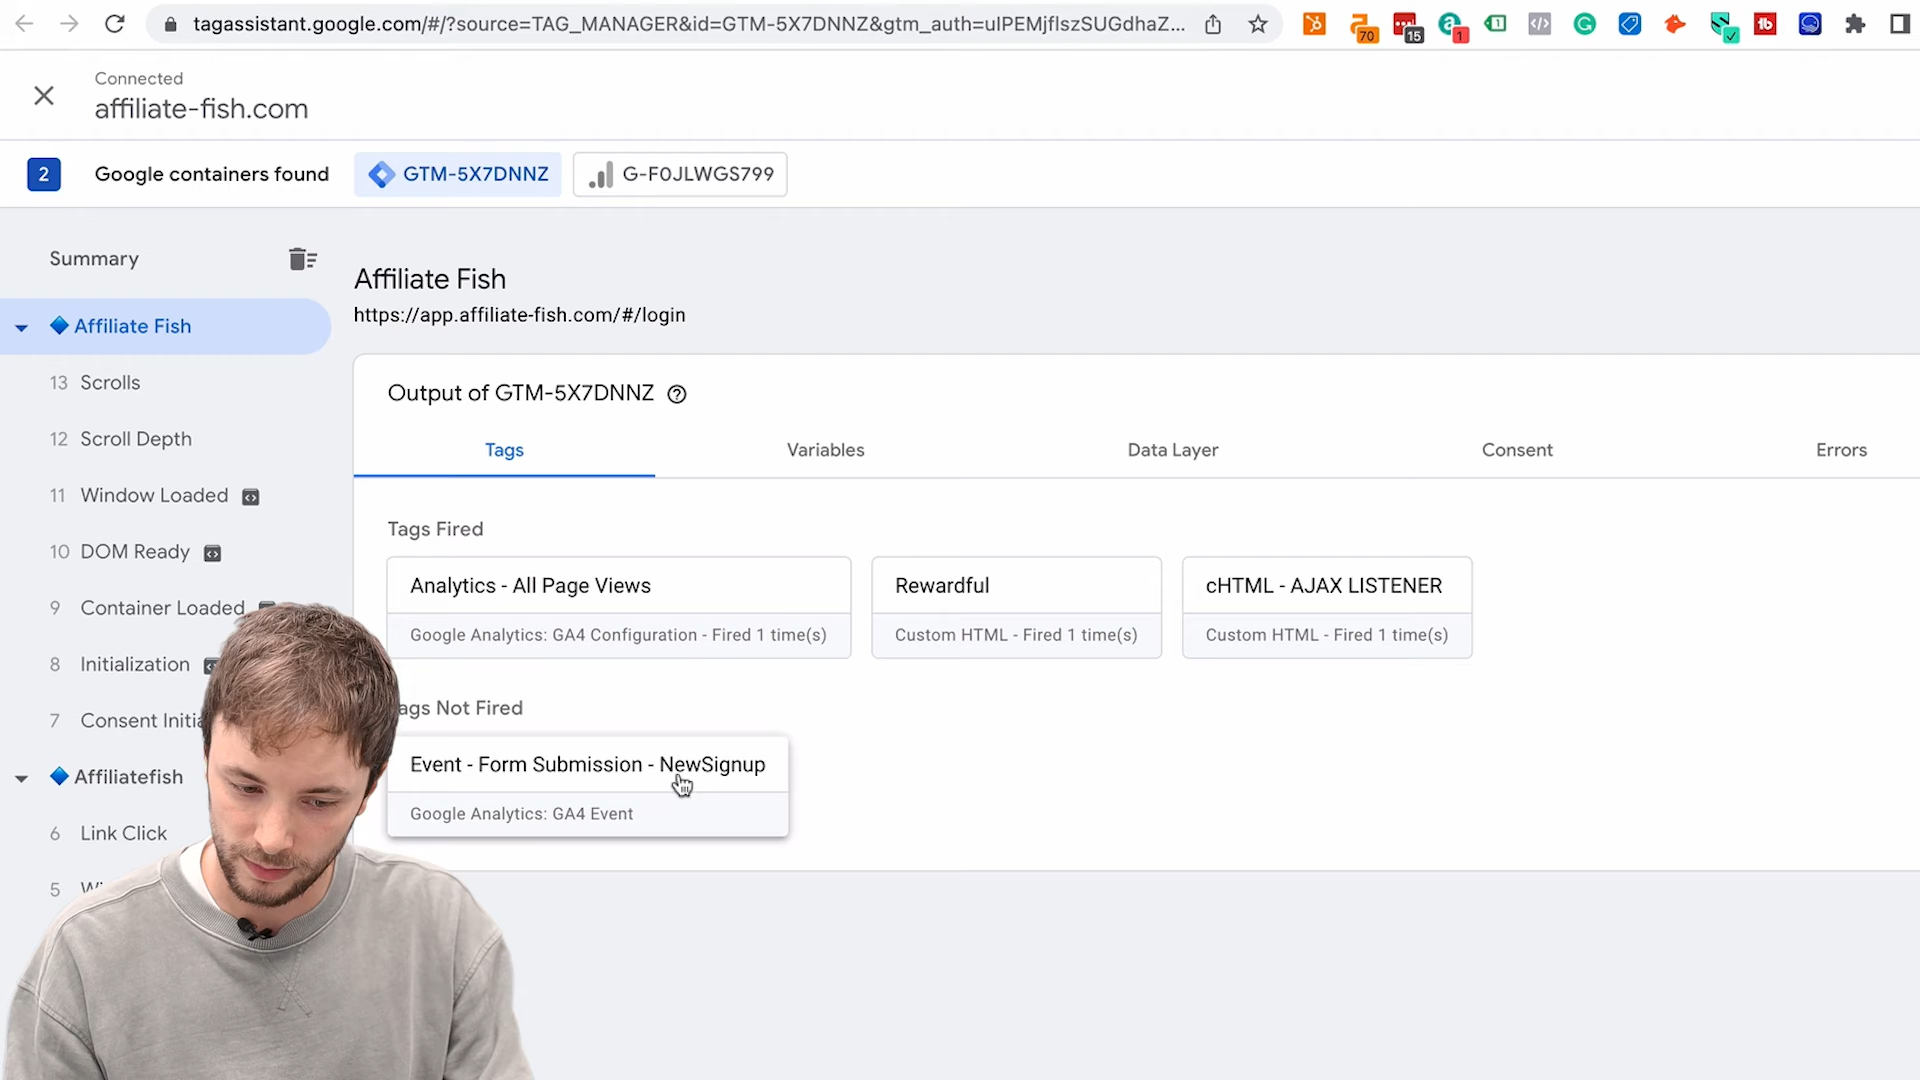 tagassistant.google.com/#/?source=TAG_MANAGER&id=GTM-5X7DNNZ&gtm_auth=uIPEMjflszSUGdhaZ...
70
15
1
1
Connected
affiliate-fish.com
2 Google containers found GTM-5X7DNNZ G-F0JLWGS799
Summary
Affiliate Fish
13 Scrolls
12 Scroll Depth
11 Window Loaded
10 DOM Ready
9 Container Loaded
8 Initialization
7 Consent
Affiliatefish
6 Link Click
5
Affiliate Fish
https://app.affiliate-fish.com/#/login
Output of GTM-5X7DNNZ
Tags Variables Data Layer Consent Errors
Tags Fired
Analytics - All Page Views
Google Analytics: GA4 Configuration - Fired 1 time(s)
Rewardful
Custom HTML - Fired 1 time(s)
cHTML - AJAX LISTENER
Custom HTML - Fired 1 time(s)
ags Not Fired
Event - Form Submission - NewSignup
Google Analytics: GA4 Event